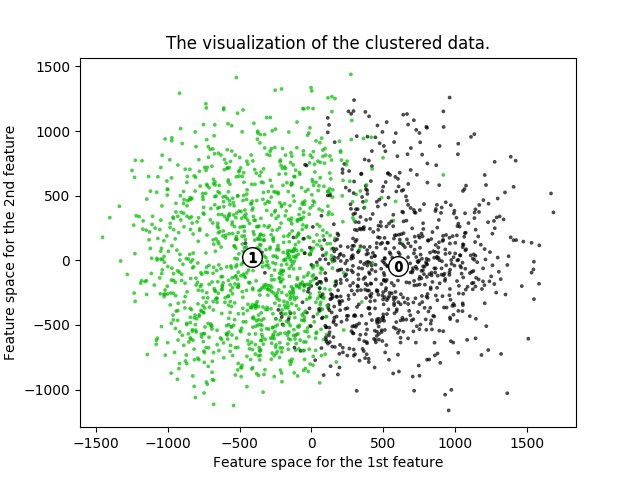 The visualization of the clustered data.
Feature space for the 2nd feature
1500
1000
500
0
−500
−1000
1
0
−1500 −1000 −500 0 500 1000 1500
Feature space for the 1st feature